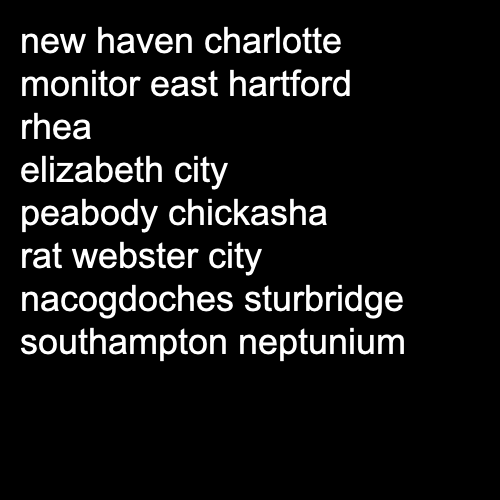 new haven charlotte
monitor east hartford
rhea
elizabeth city
peabody chickasha
rat webster city
nacogdoches sturbridge
southampton neptunium